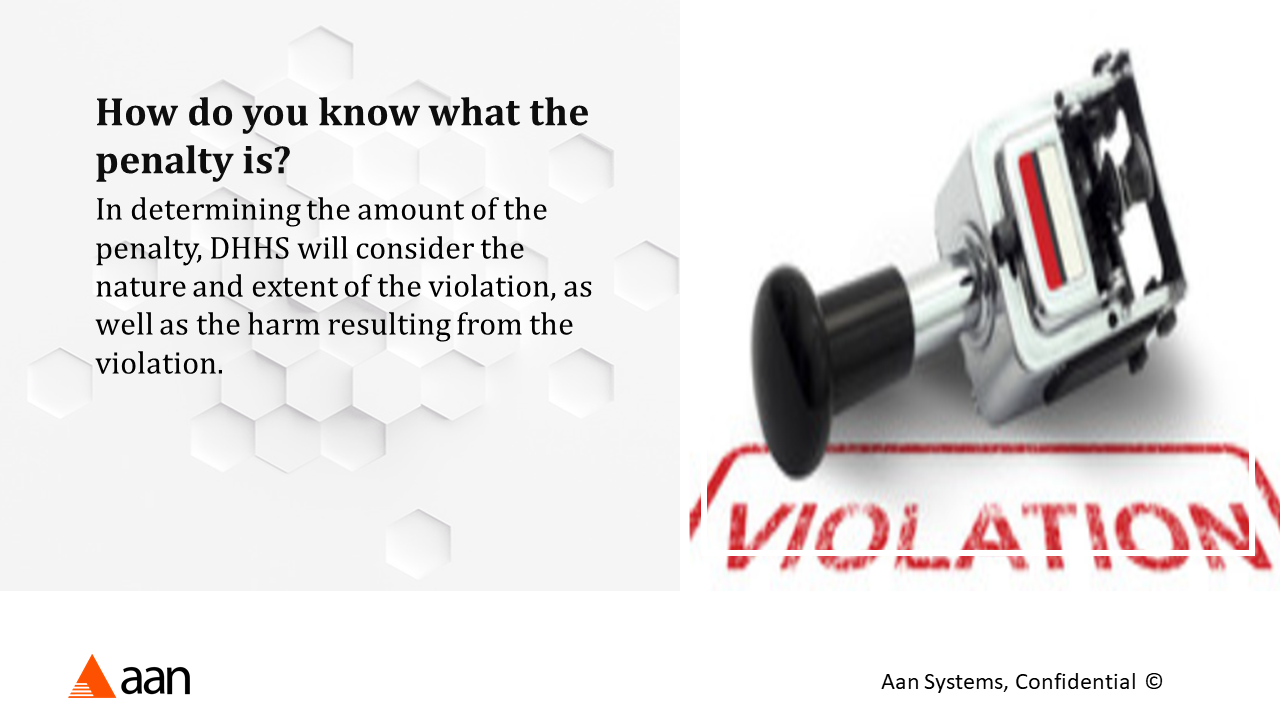 How do you know what the
penalty is?
In determining the amount of the
penalty, DHHS will consider the
nature and extent of the violation, as
well as the harm resulting from the
violation.
VIOLATION
aan
Aan Systems, Confidential ©